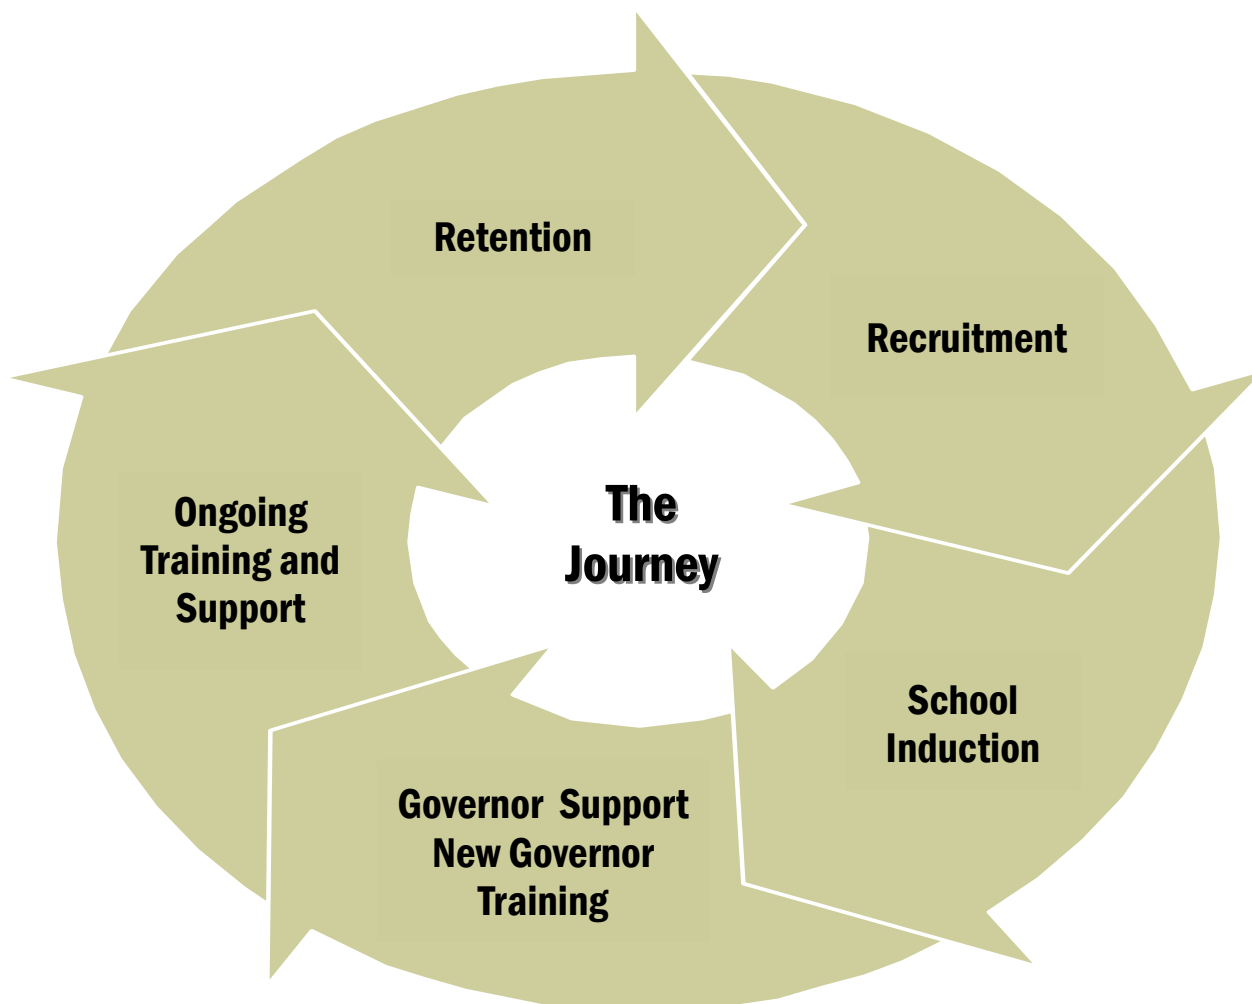 Retention
Recruitment
The
Journey
Ongoing
Training and
Support
School
Induction
Governor  Support
New Governor
Training